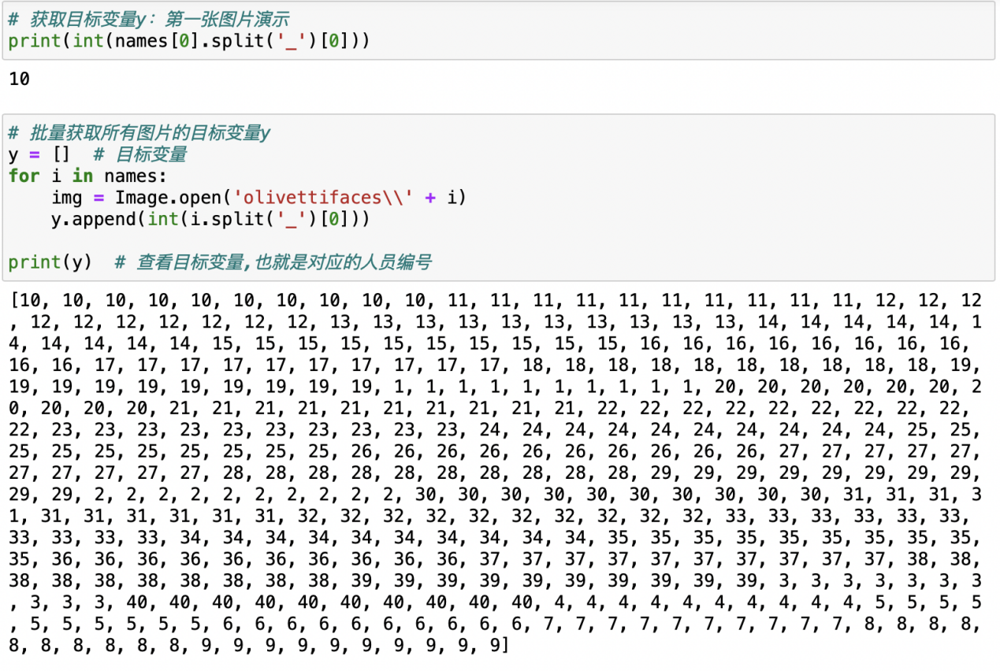 # 获取目标变量y：第一张图片演示
print(int(names[0].split('_')[0]))
10
# 批量获取所有图片的目标变量y
y = []  # 目标变量
for i in names:
    img = Image.open('olivettifaces\\' + i)
    y.append(int(i.split('_')[0]))
print(y)  # 查看目标变量,也就是对应的人员编号
[10, 10, 10, 10, 10, 10, 10, 10, 10, 10, 11, 11, 11, 11, 11, 11, 11, 11, 11, 11, 12, 12, 12
, 12, 12, 12, 12, 12, 12, 12, 13, 13, 13, 13, 13, 13, 13, 13, 13, 13, 14, 14, 14, 14, 14, 1
4, 14, 14, 14, 14, 15, 15, 15, 15, 15, 15, 15, 15, 15, 15, 16, 16, 16, 16, 16, 16, 16, 16,
16, 16, 17, 17, 17, 17, 17, 17, 17, 17, 17, 17, 18, 18, 18, 18, 18, 18, 18, 18, 18, 18, 19,
19, 19, 19, 19, 19, 19, 19, 19, 19, 1, 1, 1, 1, 1, 1, 1, 1, 1, 1, 20, 20, 20, 20, 20, 20, 2
0, 20, 20, 20, 21, 21, 21, 21, 21, 21, 21, 21, 21, 21, 22, 22, 22, 22, 22, 22, 22, 22, 22,
22, 23, 23, 23, 23, 23, 23, 23, 23, 23, 23, 24, 24, 24, 24, 24, 24, 24, 24, 24, 24, 25, 25,
25, 25, 25, 25, 25, 25, 25, 25, 26, 26, 26, 26, 26, 26, 26, 26, 26, 26, 27, 27, 27, 27, 27,
27, 27, 27, 27, 27, 28, 28, 28, 28, 28, 28, 28, 28, 28, 28, 29, 29, 29, 29, 29, 29, 29, 29,
29, 29, 2, 2, 2, 2, 2, 2, 2, 2, 2, 2, 30, 30, 30, 30, 30, 30, 30, 30, 30, 30, 31, 31, 31, 3
1, 31, 31, 31, 31, 31, 31, 32, 32, 32, 32, 32, 32, 32, 32, 32, 32, 33, 33, 33, 33, 33, 33,
33, 33, 33, 33, 34, 34, 34, 34, 34, 34, 34, 34, 34, 34, 35, 35, 35, 35, 35, 35, 35, 35, 35,
35, 36, 36, 36, 36, 36, 36, 36, 36, 36, 36, 37, 37, 37, 37, 37, 37, 37, 37, 37, 37, 38, 38,
38, 38, 38, 38, 38, 38, 38, 38, 39, 39, 39, 39, 39, 39, 39, 39, 39, 39, 3, 3, 3, 3, 3, 3, 3
, 3, 3, 3, 40, 40, 40, 40, 40, 40, 40, 40, 40, 40, 4, 4, 4, 4, 4, 4, 4, 4, 4, 4, 5, 5, 5, 5
, 5, 5, 5, 5, 5, 5, 6, 6, 6, 6, 6, 6, 6, 6, 6, 6, 7, 7, 7, 7, 7, 7, 7, 7, 7, 7, 8, 8, 8, 8,
8, 8, 8, 8, 8, 8, 9, 9, 9, 9, 9, 9, 9, 9, 9, 9]